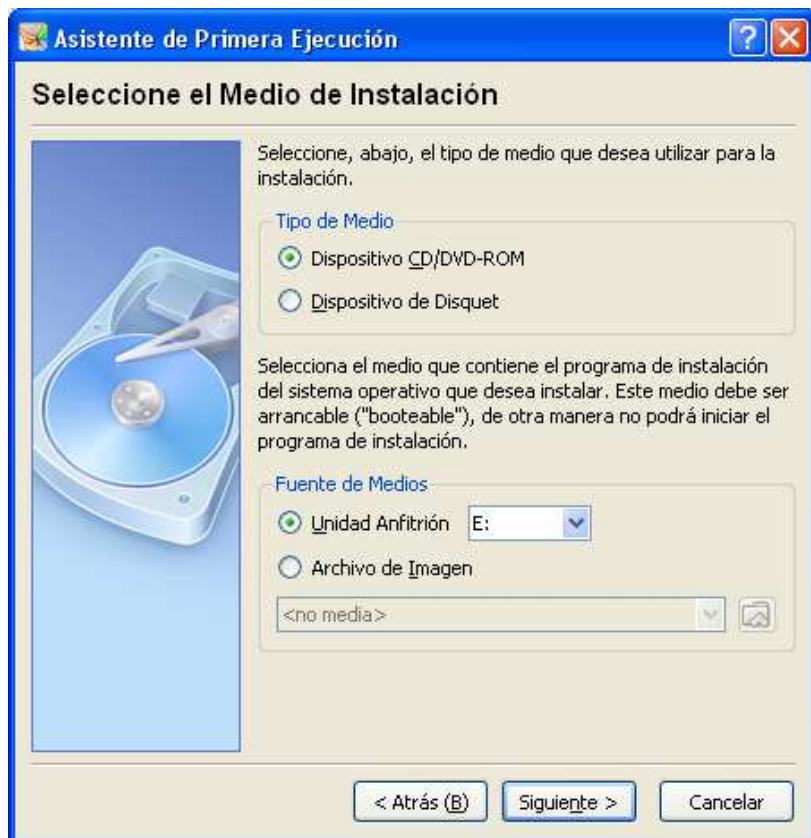 Asistente de Primera Ejecución
Seleccione el Medio de Instalación
Seleccione, abajo, el tipo de medio que desea utilizar para la
instalación.
Tipo de Medio
Dispositivo CD/DVD-ROM
Dispositivo de Disquet
Selecciona el medio que contiene el programa de instalación
del sistema operativo que desea instalar. Este medio debe ser
arrancable ("booteable"), de otra manera no podrá iniciar el
programa de instalación.
Fuente de Medios
Unidad Anfitrión E:
Archivo de Imagen
<no media>
< Atrás (B) Siguiente > Cancelar